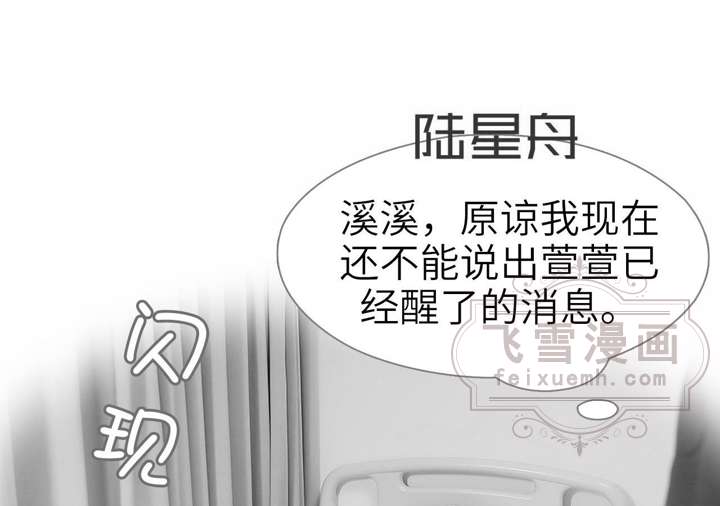 陆星舟
溪溪，原谅我现在
还不能说出萱萱已
经醒了的消息。
飞雪漫画
feixuemh.com
闪
现